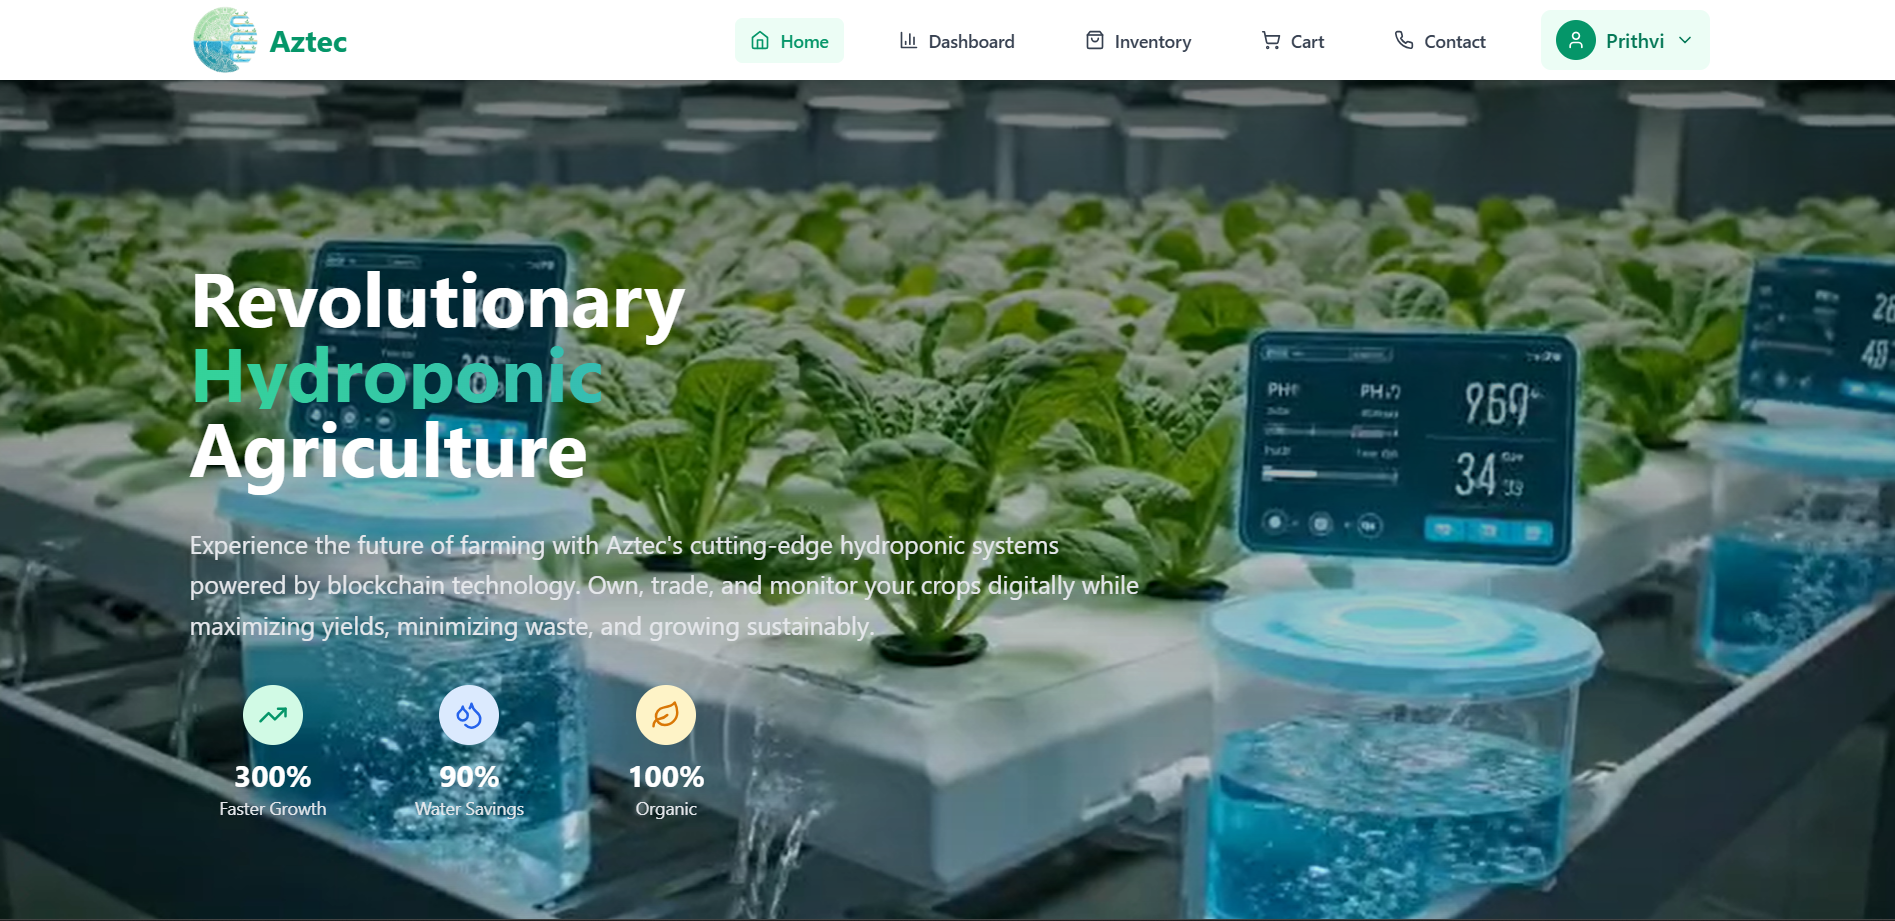 Aztec
Home
Dashboard
Inventory
Cart
Contact
Prithvi
Revolutionary
Hydroponic
Agriculture
Experience the future of farming with Aztec's cutting-edge hydroponic systems
powered by blockchain technology. Own, trade, and monitor your crops digitally while
maximizing yields, minimizing waste, and growing sustainably.
300%
90%
100%
Faster Growth
Water Savings
Organic
34